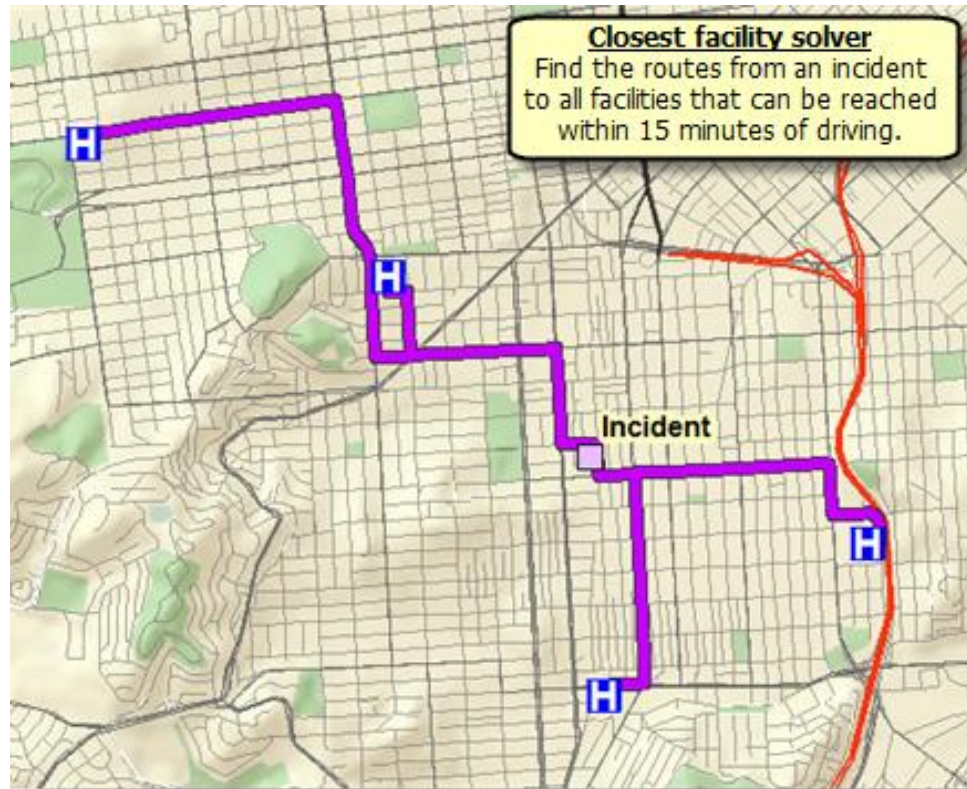 Closest facility solver
Find the routes from an incident
to all facilities that can be reached
within 15 minutes of driving.
H
H
Incident
H
H